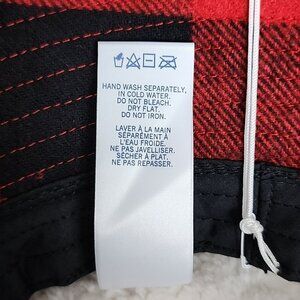 HAND WASH SEPARATELY,
IN COLD WATER.
DO NOT BLEACH.
DRY FLAT.
DO NOT IRON.
LAVER À LA MAIN
SÉPARÉMENT À
L'EAU FROIDE.
NE PAS JAVELLISER.
SÉCHER À PLAT.
NE PAS REPASSER.